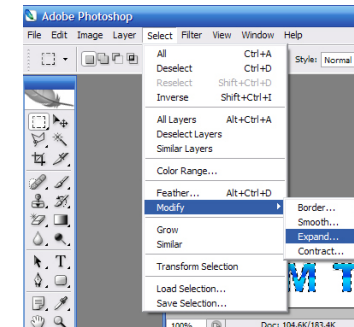 Adobe Photoshop
File Edit Image Layer Select Filter View Window Help
Style: Normal
All Ctrl+A
Deselect Ctrl+D
Reselect Shift+Ctrl+D
Inverse Shift+Ctrl+I
All Layers Alt+Ctrl+A
Deselect Layers
Similar Layers
Color Range...
Feather... Alt+Ctrl+D
Modify
Border...
Smooth...
Expand...
Contract...
Grow
Similar
Transform Selection
Load Selection...
Save Selection...
M T
T
100% Doc: 104.6K/183.4K